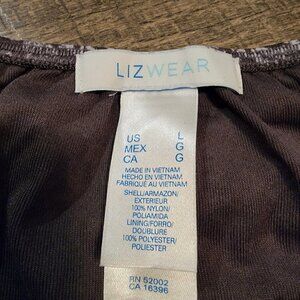 LIZWEAR
US L
MEX G
CA G
MADE IN VIETNAM
HECHO EN VIETNAM
FABRIQUÉ AU VIETNAM
SHELL/ARMAZON/
EXTERIEUR
100% NYLON/
POLIAMIDA
LINING/FORRO/
DOUBLURE
100% POLYESTER/
POLIESTER
RN 52002
CA 16396